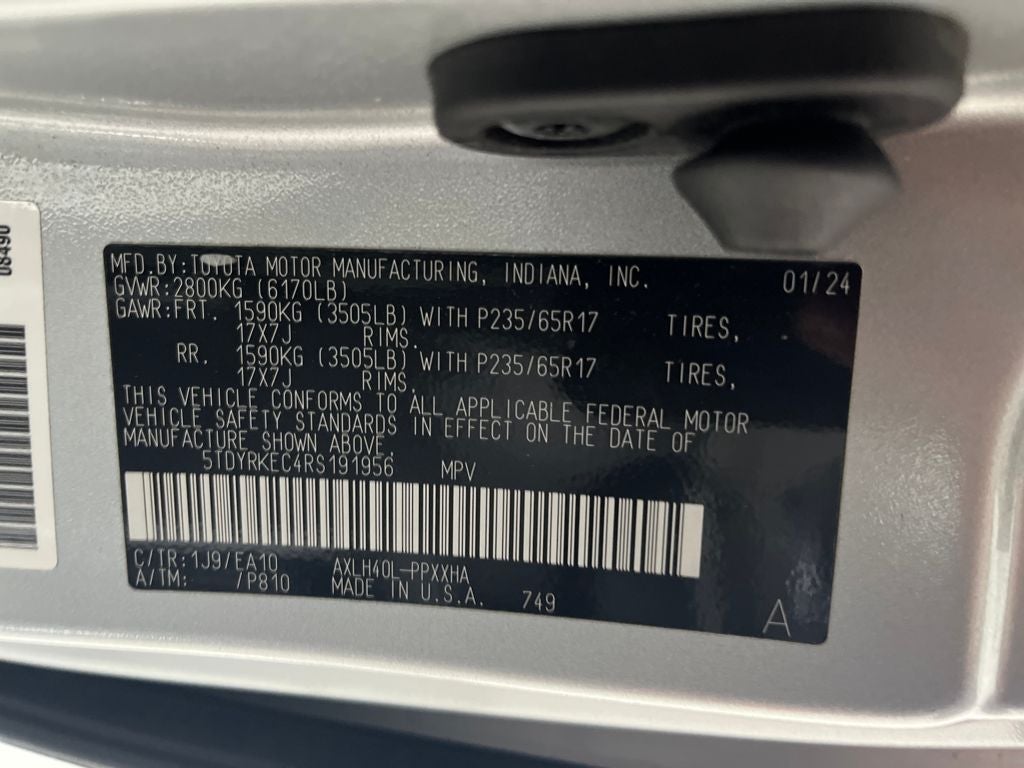 06490
MFD.BY:TOYOTA MOTOR MANUFACTURING, INDIANA, INC. 01/24
GVWR:2800KG (6170LB)
GAWR:FRT. 1590KG (3505LB) WITH P235/65R17 TIRES,
17X7J RIMS.
RR. 1590KG (3505LB) WITH P235/65R17 TIRES,
17X7J RIMS.
THIS VEHICLE CONFORMS TO ALL APPLICABLE FEDERAL MOTOR
VEHICLE SAFETY STANDARDS IN EFFECT ON THE DATE OF
MANUFACTURE SHOWN ABOVE.
5TDYRKEC4RS191956 MPV
C/TR:1J9/EA10 AXLH40L-PPXXHA
A/TM: /P810 MADE IN U.S.A. 749
A